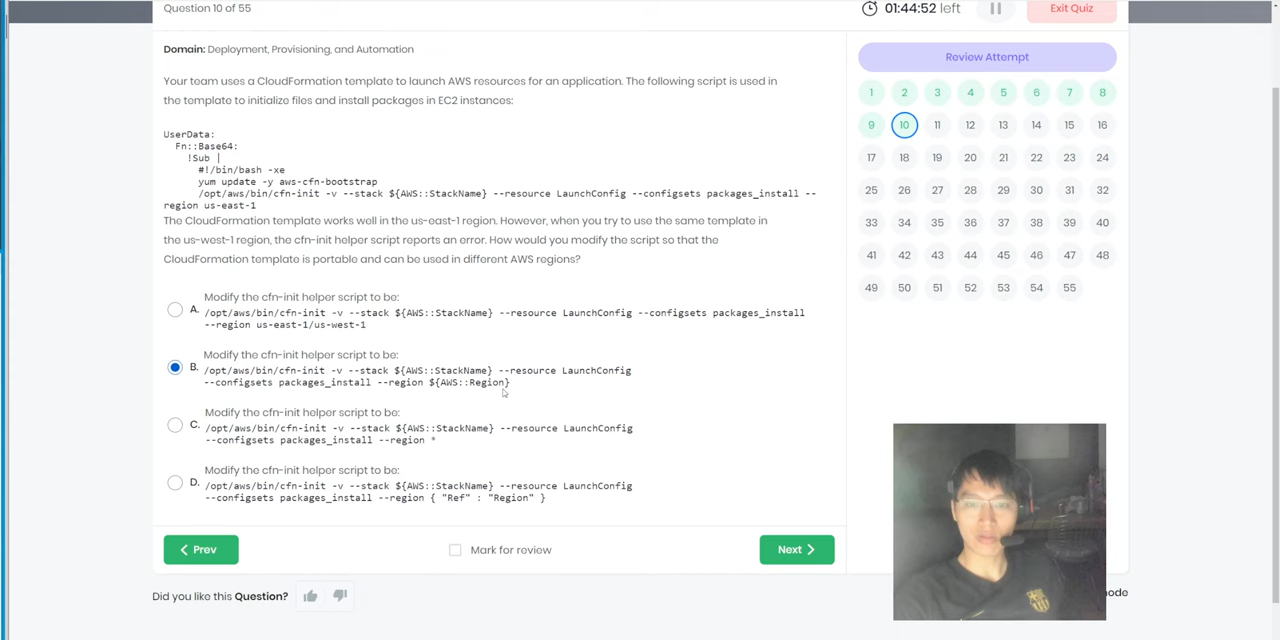 Question 10 of 55
01:44:52 left
Exit Quiz
Domain: Deployment, Provisioning, and Automation
Your team uses a CloudFormation template to launch AWS resources for an application. The following script is used in
the template to initialize files and install packages in EC2 instances:
UserData:
Fn::Base64:
!Sub |
#!/bin/bash -xe
yum update -y aws-cfn-bootstrap
/opt/aws/bin/cfn-init -v --stack ${AWS::StackName} --resource LaunchConfig --configsets packages_install --
region us-east-1
The CloudFormation template works well in the us-east-1 region. However, when you try to use the same template in
the us-west-1 region, the cfn-init helper script reports an error. How would you modify the script so that the
CloudFormation template is portable and can be used in different AWS regions?
A. Modify the cfn-init helper script to be:
/opt/aws/bin/cfn-init -v --stack ${AWS::StackName} --resource LaunchConfig --configsets packages_install
--region us-east-1/us-west-1
B. Modify the cfn-init helper script to be:
/opt/aws/bin/cfn-init -v --stack ${AWS::StackName} --resource LaunchConfig
--configsets packages_install --region ${AWS::Region}
C. Modify the cfn-init helper script to be:
/opt/aws/bin/cfn-init -v --stack ${AWS::StackName} --resource LaunchConfig
--configsets packages_install --region *
D. Modify the cfn-init helper script to be:
/opt/aws/bin/cfn-init -v --stack ${AWS::StackName} --resource LaunchConfig
--configsets packages_install --region { "Ref" : "Region" }
Prev
Mark for review
Next
Did you like this Question?
Review Attempt
1 2 3 4 5 6 7 8
9 10 11 12 13 14 15 16
17 18 19 20 21 22 23 24
25 26 27 28 29 30 31 32
33 34 35 36 37 38 39 40
41 42 43 44 45 46 47 48
49 50 51 52 53 54 55